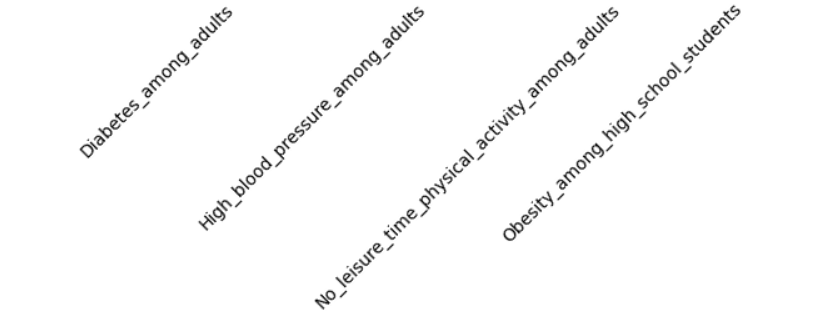 Diabetes_among_adults
High_blood_pressure_among_adults
No_leisure_time_physical_activity_among_adults
Obesity_among_high_school_students